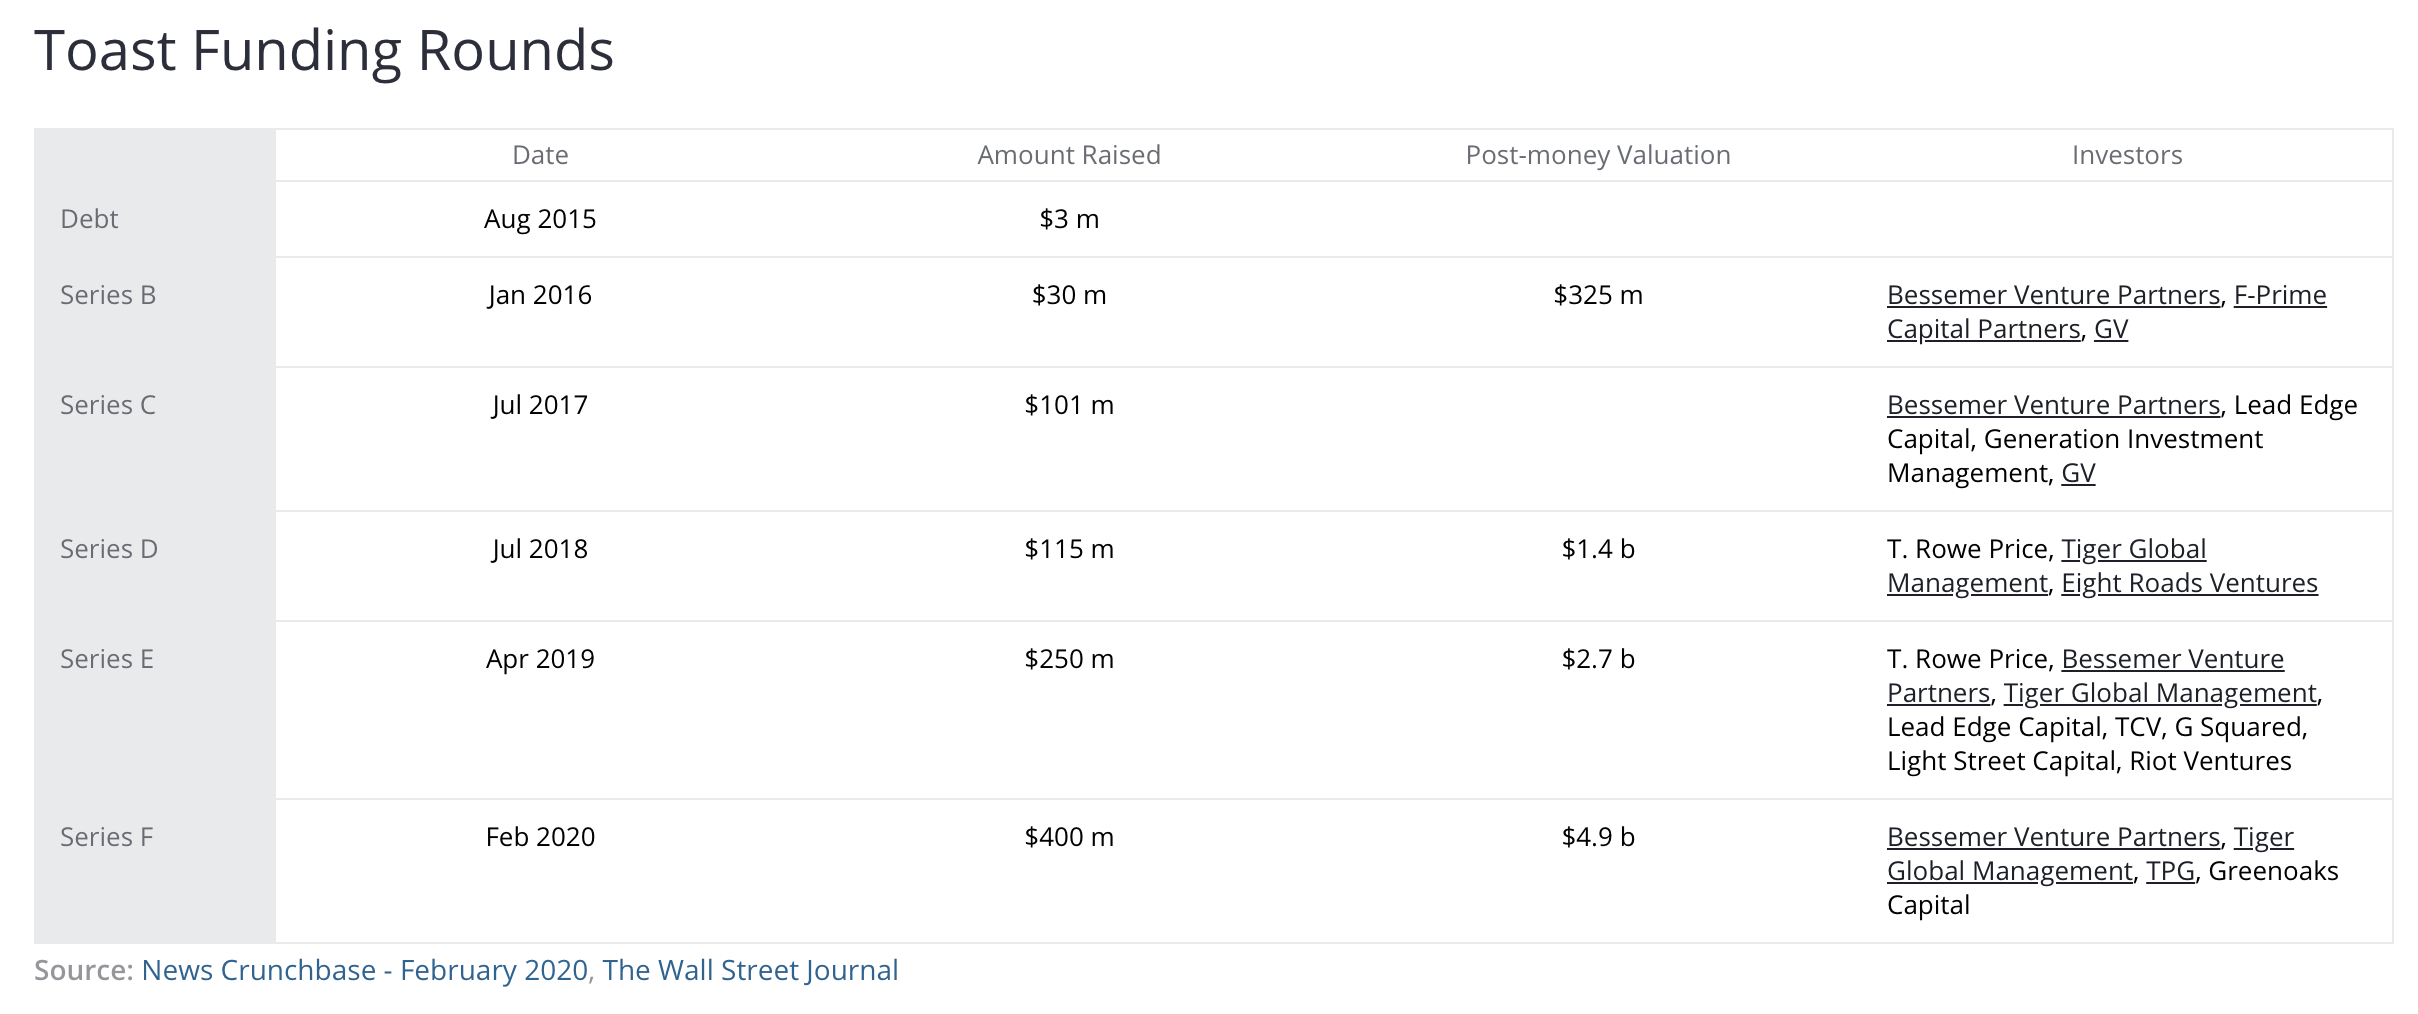 Toast Funding Rounds
Date Amount Raised Post-money Valuation Investors
Debt Aug 2015 $3 m
Series B Jan 2016 $30 m $325 m Bessemer Venture Partners, F-Prime
Capital Partners, GV
Series C Jul 2017 $101 m Bessemer Venture Partners, Lead Edge
Capital, Generation Investment
Management, GV
Series D Jul 2018 $115 m $1.4 b T. Rowe Price, Tiger Global
Management, Eight Roads Ventures
Series E Apr 2019 $250 m $2.7 b T. Rowe Price, Bessemer Venture
Partners, Tiger Global Management,
Lead Edge Capital, TCV, G Squared,
Light Street Capital, Riot Ventures
Series F Feb 2020 $400 m $4.9 b Bessemer Venture Partners, Tiger
Global Management, TPG, Greenoaks
Capital
Source: News Crunchbase - February 2020, The Wall Street Journal